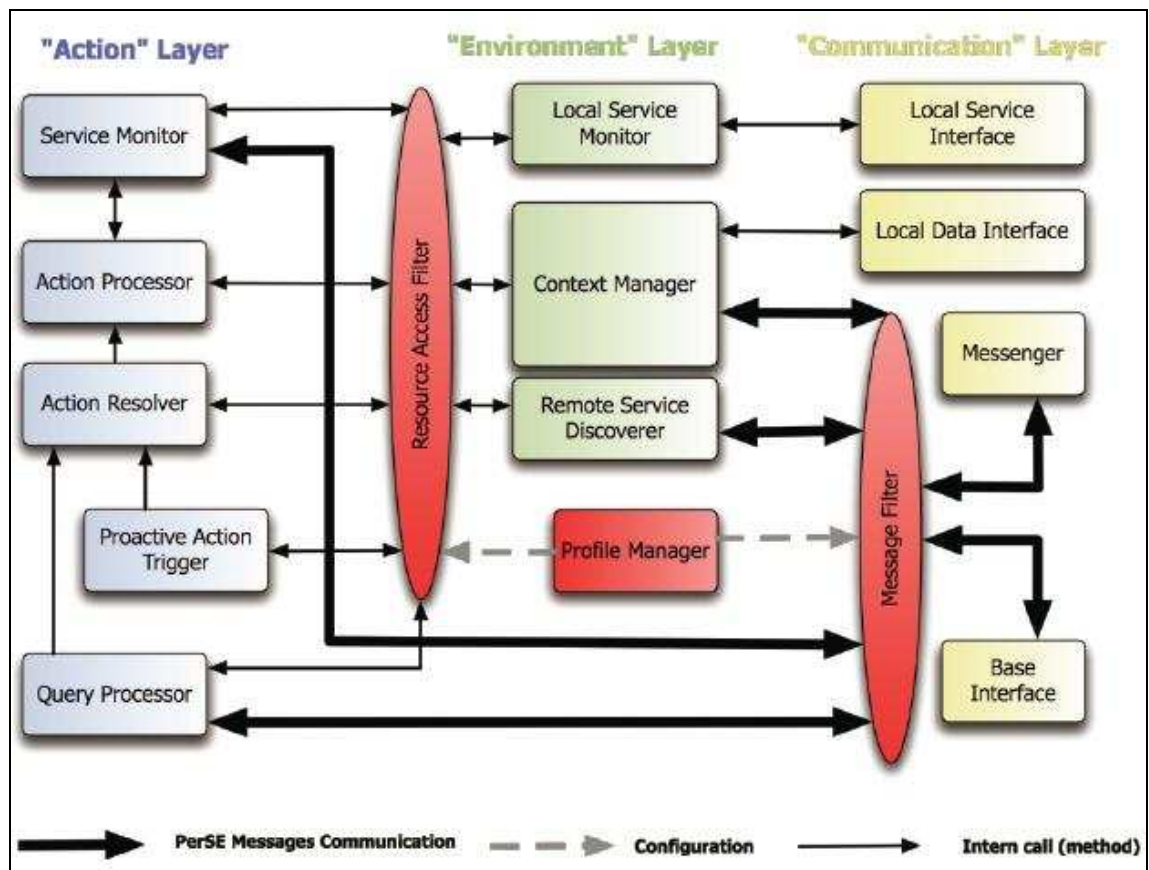 "Action" Layer
"Environment" Layer
"Communication" Layer
Service Monitor
Local Service
Monitor
Local Service
Interface
Action Processor
Resource Access Filter
Context Manager
Local Data Interface
Action Resolver
Remote Service
Discoverer
Messenger
Proactive Action
Trigger
Profile Manager
Message Filter
Query Processor
Base
Interface
PerSE Messages Communication
Configuration
Intern call (method)